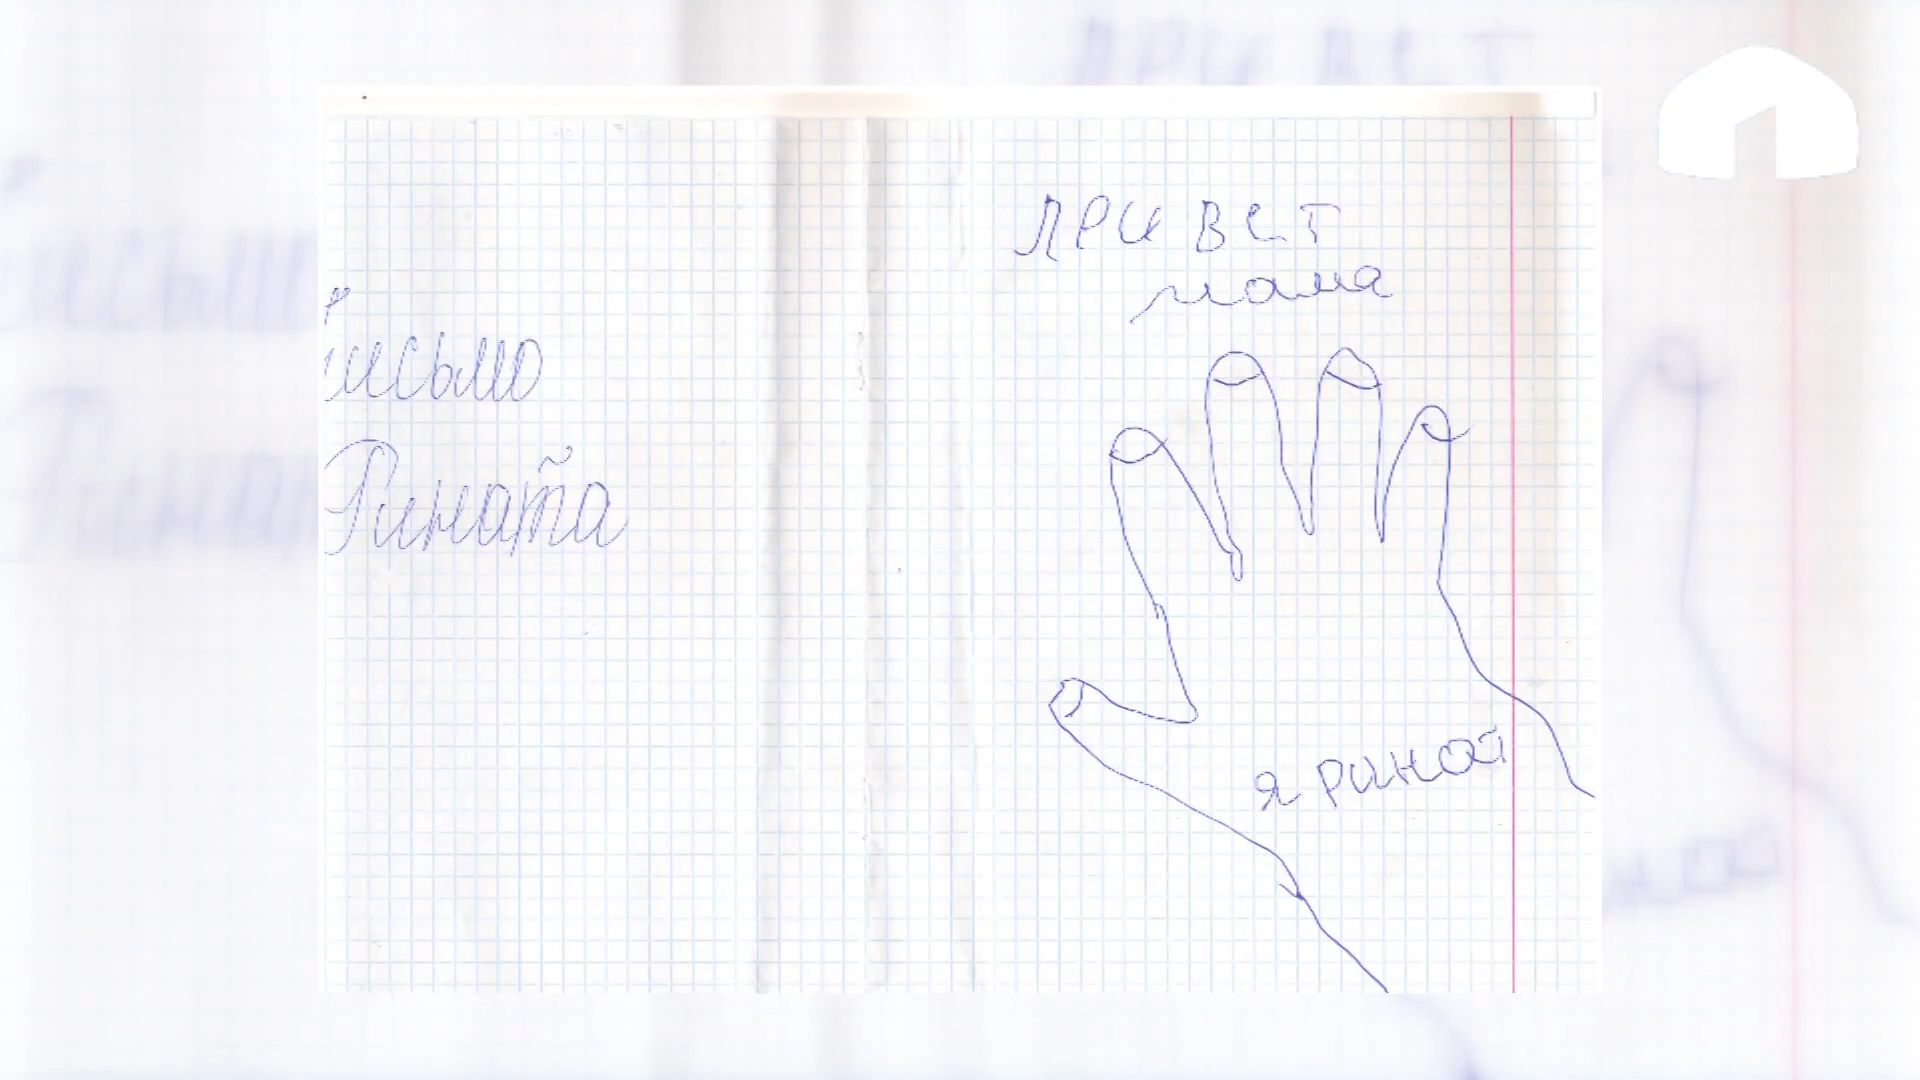 исьмо
Рината
привет
мама
я ринат